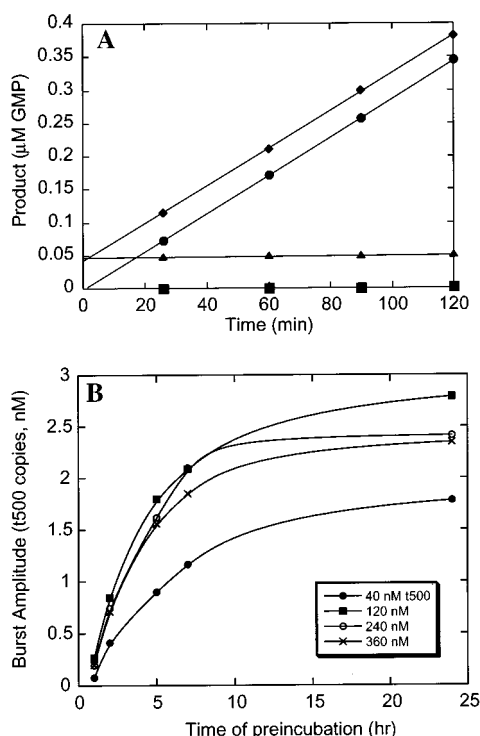 A
0.4
0.35
0.3
0.25
0.2
0.15
0.1
0.05
0
Product (µM GMP)
20 40 60 80 100 120
Time (min)
B
3
2.5
2
1.5
1
0.5
0
Burst Amplitude (t500 copies, nM)
40 nM t500
120 nM
240 nM
360 nM
0 5 10 15 20 25
Time of preincubation (hr)